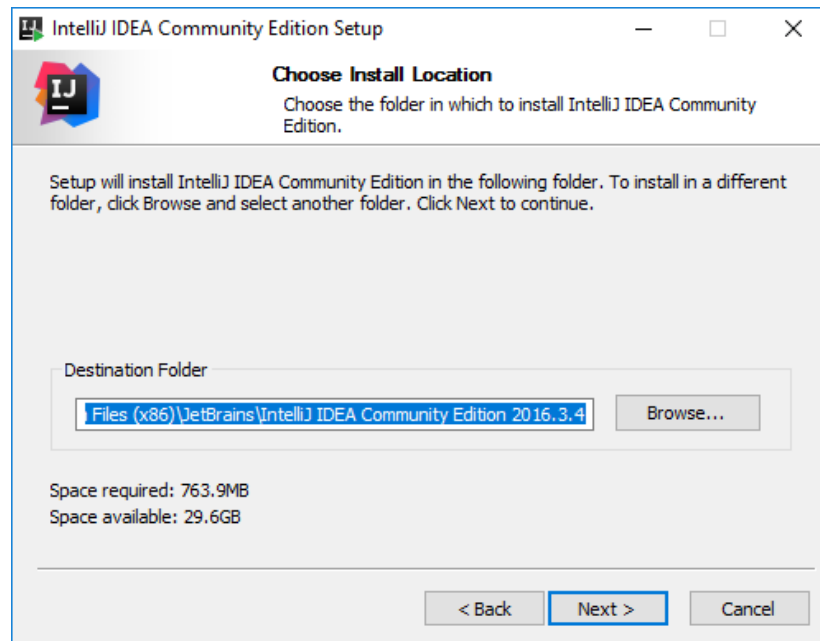 IntelliJ IDEA Community Edition Setup
IJ
Choose Install Location
Choose the folder in which to install IntelliJ IDEA Community
Edition.
Setup will install IntelliJ IDEA Community Edition in the following folder. To install in a different
folder, click Browse and select another folder. Click Next to continue.
Destination Folder
Files (x86)\JetBrains\IntelliJ IDEA Community Edition 2016.3.4
Browse...
Space required: 763.9MB
Space available: 29.6GB
< Back
Next >
Cancel